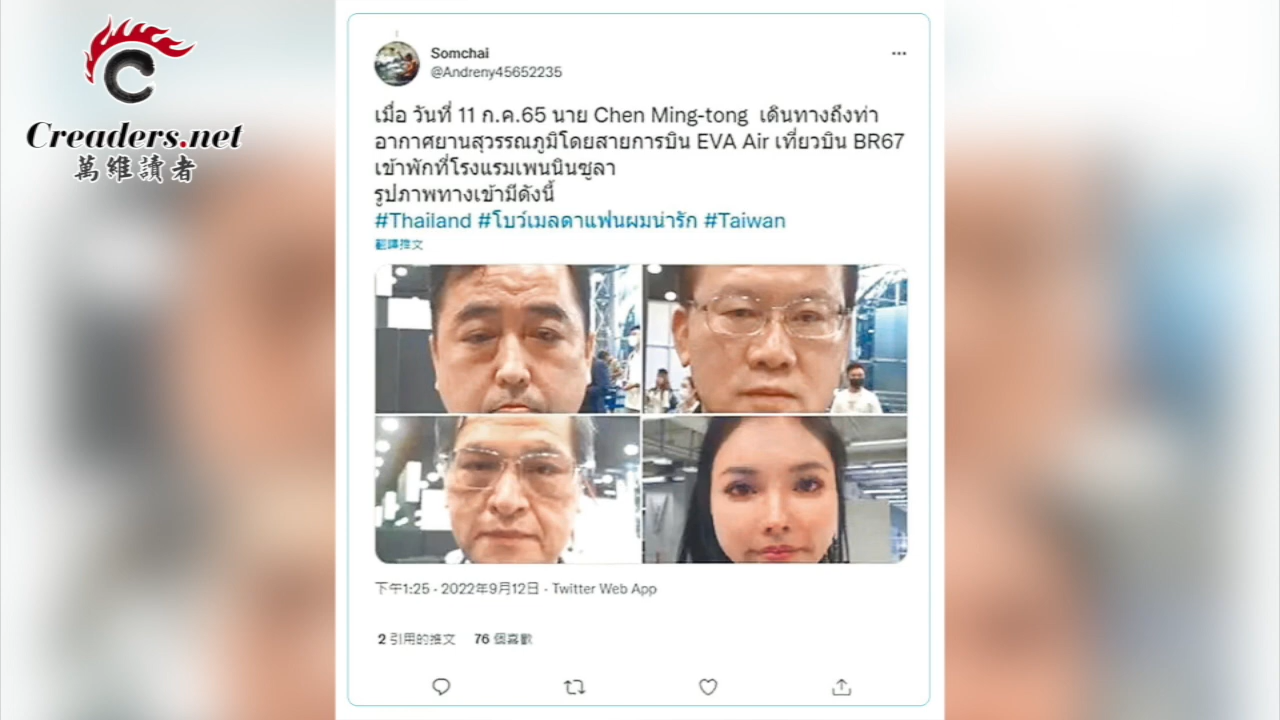 Creaders.net
萬維讀者
Somchai
@Andreny45652235
เมื่อ วันที่ 11 ก.ค.65 นาย Chen Ming-tong เดินทางถึงท่า
อากาศยานสุวรรณภูมิโดยสายการบิน EVA Air เที่ยวบิน BR67
เข้าพักที่โรงแรมเพนนินซูลา
รูปภาพทางเข้ามีดังนี้
#Thailand #โบว์เมลดาแฟนผมน่ารัก #Taiwan
翻譯推文
下午1:25 · 2022年9月12日 · Twitter Web App
2 引用的推文 76 個喜歡